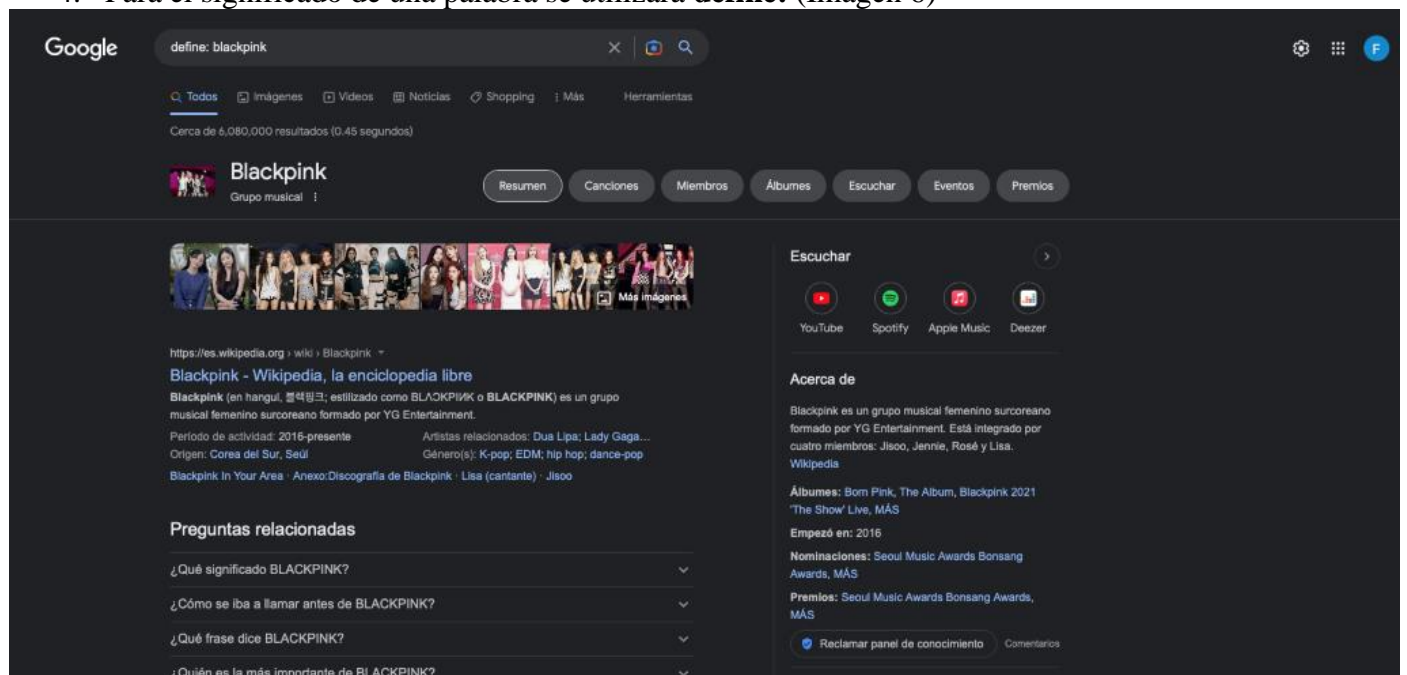 4. Para el significado de una palabra se utilizará define: (Imagen 6)
Google
define: blackpink
F
Todos Imágenes Videos Noticias Shopping Más Herramientas
Cerca de 6,080,000 resultados (0.45 segundos)
Blackpink
Grupo musical
Resumen Canciones Miembros Álbumes Escuchar Eventos Premios
Más imágenes
https://es.wikipedia.org › wiki › Blackpink
Blackpink - Wikipedia, la enciclopedia libre
Blackpink (en hangul, 블랙핑크; estilizado como BLɅƆKPIИK o BLACKPINK) es un grupo
musical femenino surcoreano formado por YG Entertainment.
Periodo de actividad: 2016-presente Artistas relacionados: Dua Lipa; Lady Gaga...
Origen: Corea del Sur, Seúl Género(s): K-pop; EDM; hip hop; dance-pop
Blackpink In Your Area · Anexo:Discografía de Blackpink · Lisa (cantante) · Jisoo
Preguntas relacionadas
¿Qué significado BLACKPINK?
¿Cómo se iba a llamar antes de BLACKPINK?
¿Qué frase dice BLACKPINK?
¿Quién es la más importante de BLACKPINK?
Escuchar
YouTube Spotify Apple Music Deezer
Acerca de
Blackpink es un grupo musical femenino surcoreano
formado por YG Entertainment. Está integrado por
cuatro miembros: Jisoo, Jennie, Rosé y Lisa.
Wikipedia
Álbumes: Born Pink, The Album, Blackpink 2021
'The Show' Live, MÁS
Empezó en: 2016
Nominaciones: Seoul Music Awards Bonsang
Awards, MÁS
Premios: Seoul Music Awards Bonsang Awards,
MÁS
Reclamar panel de conocimiento Comentarios